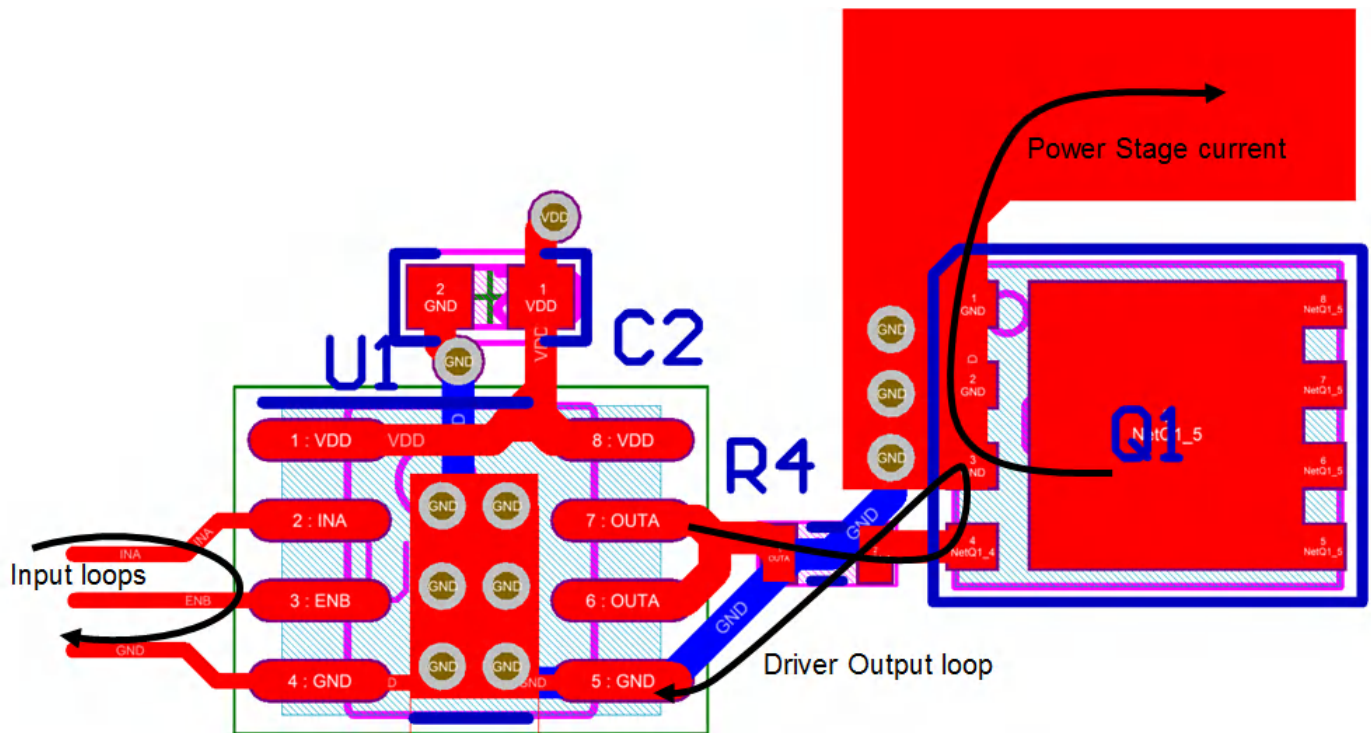 Power Stage current
VDD
2
GND
1
VDD
VDD
C2
U1
GND
1
GND
8
NetQ1_5
GND
D
2
GND
7
NetQ1_5
GND
Q1
NetQ1_5
1 : VDD
VDD
8 : VDD
R4
GND
3
GND
6
NetQ1_5
2 : INA
INA
GND
GND
7 : OUTA
GND
4
NetQ1_4
5
NetQ1_5
INA
OUTA
Input loops
ENB
3 : ENB
GND
GND
6 : OUTA
GND
GND
4 : GND
D
GND
GND
GND
5 : GND
Driver Output loop